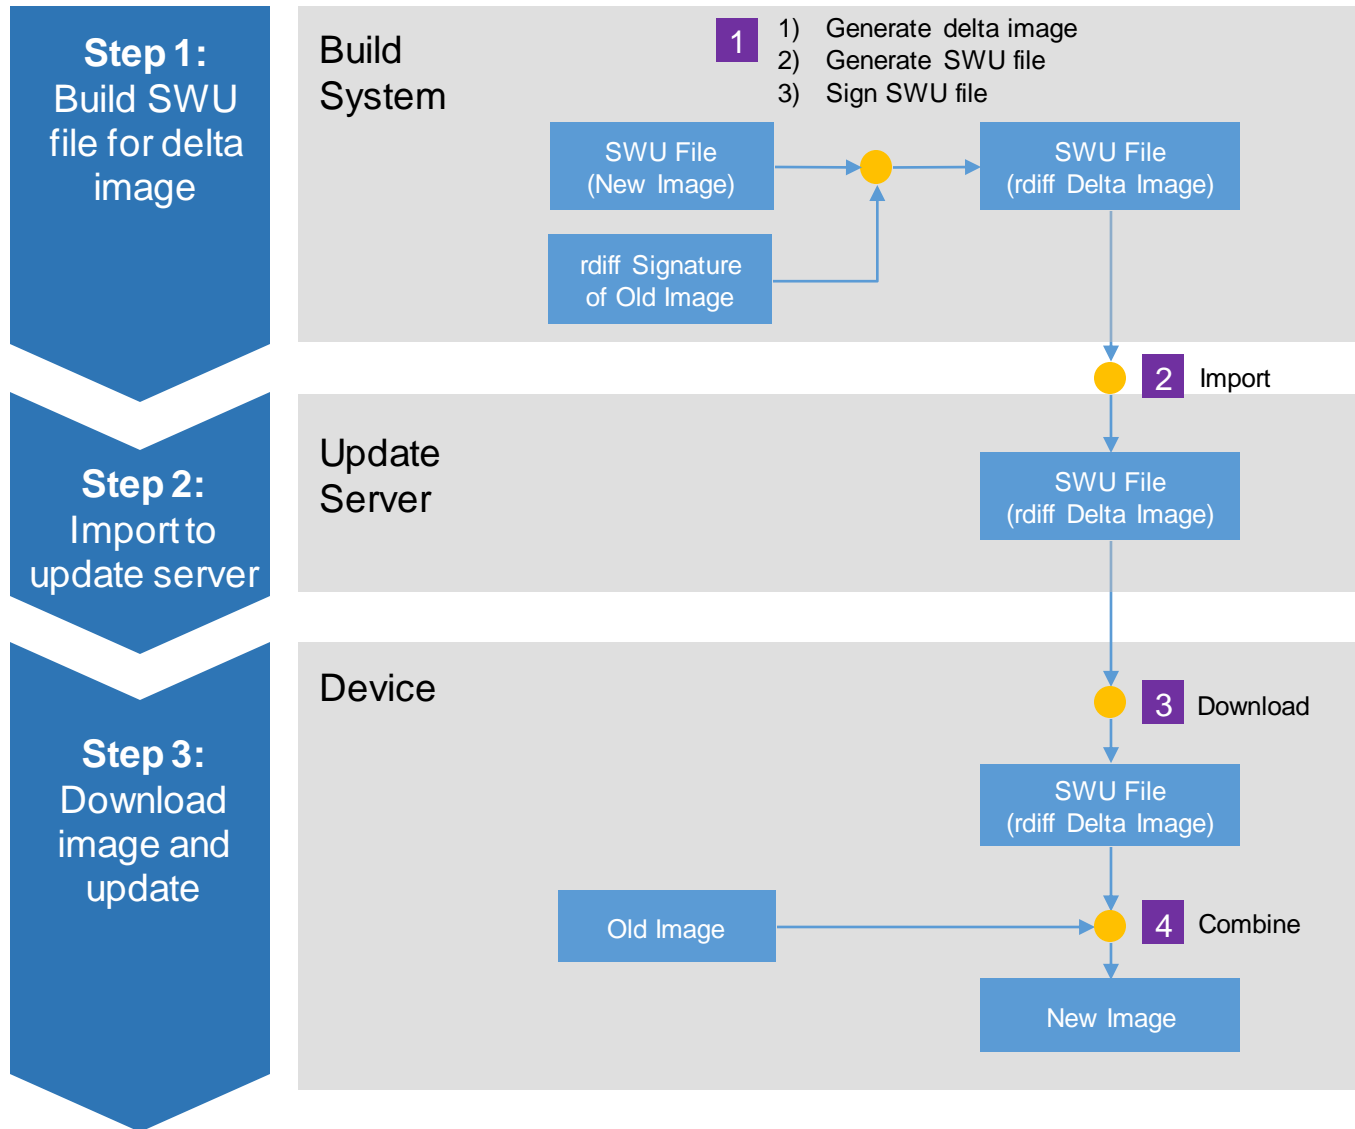 Step 1:
Build SWU
file for delta
image
Build
System
1
1) Generate delta image
2) Generate SWU file
3) Sign SWU file
SWU File
(New Image)
SWU File
(rdiff Delta Image)
rdiff Signature
of Old Image
2
Import
Step 2:
Import to
update server
Update
Server
SWU File
(rdiff Delta Image)
Step 3:
Download
image and
update
Device
3
Download
SWU File
(rdiff Delta Image)
Old Image
4
Combine
New Image